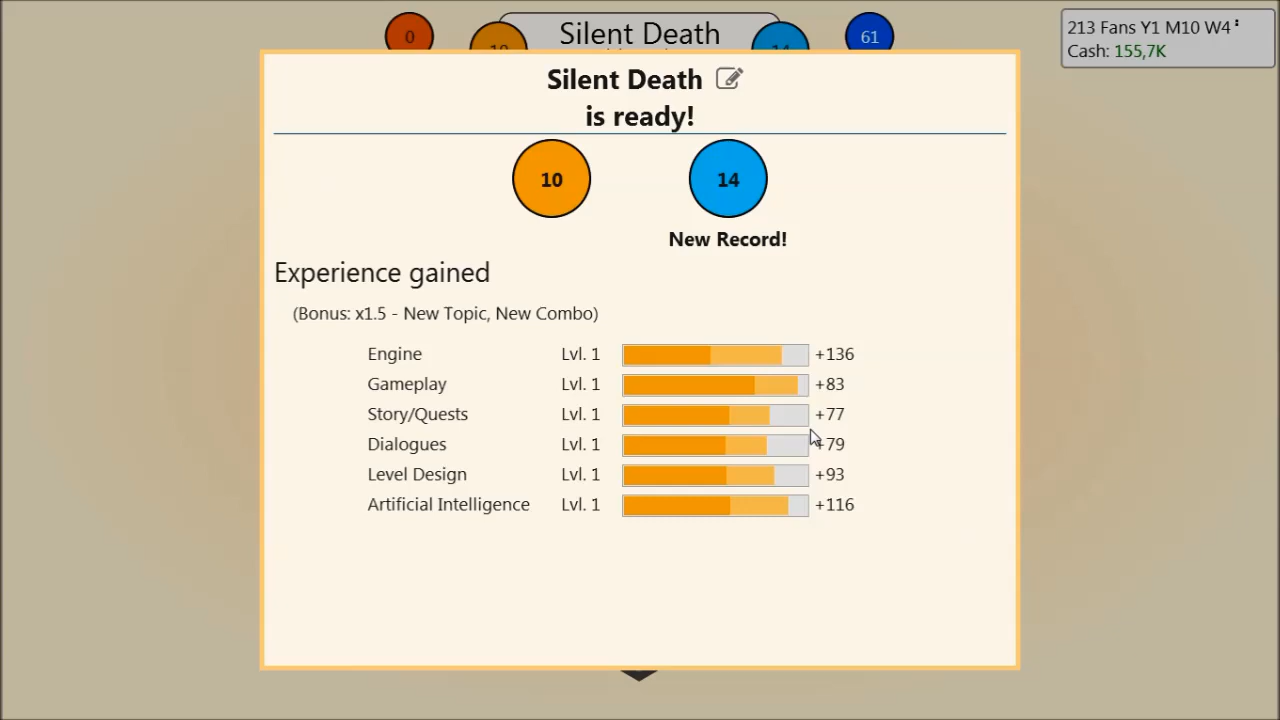 0
Silent Death
61
213 Fans Y1 M10 W4
Cash: 155,7K
Silent Death
is ready!
10
14
New Record!
Experience gained
(Bonus: x1.5 - New Topic, New Combo)
Engine Lvl. 1 +136
Gameplay Lvl. 1 +83
Story/Quests Lvl. 1 +77
Dialogues Lvl. 1 +79
Level Design Lvl. 1 +93
Artificial Intelligence Lvl. 1 +116